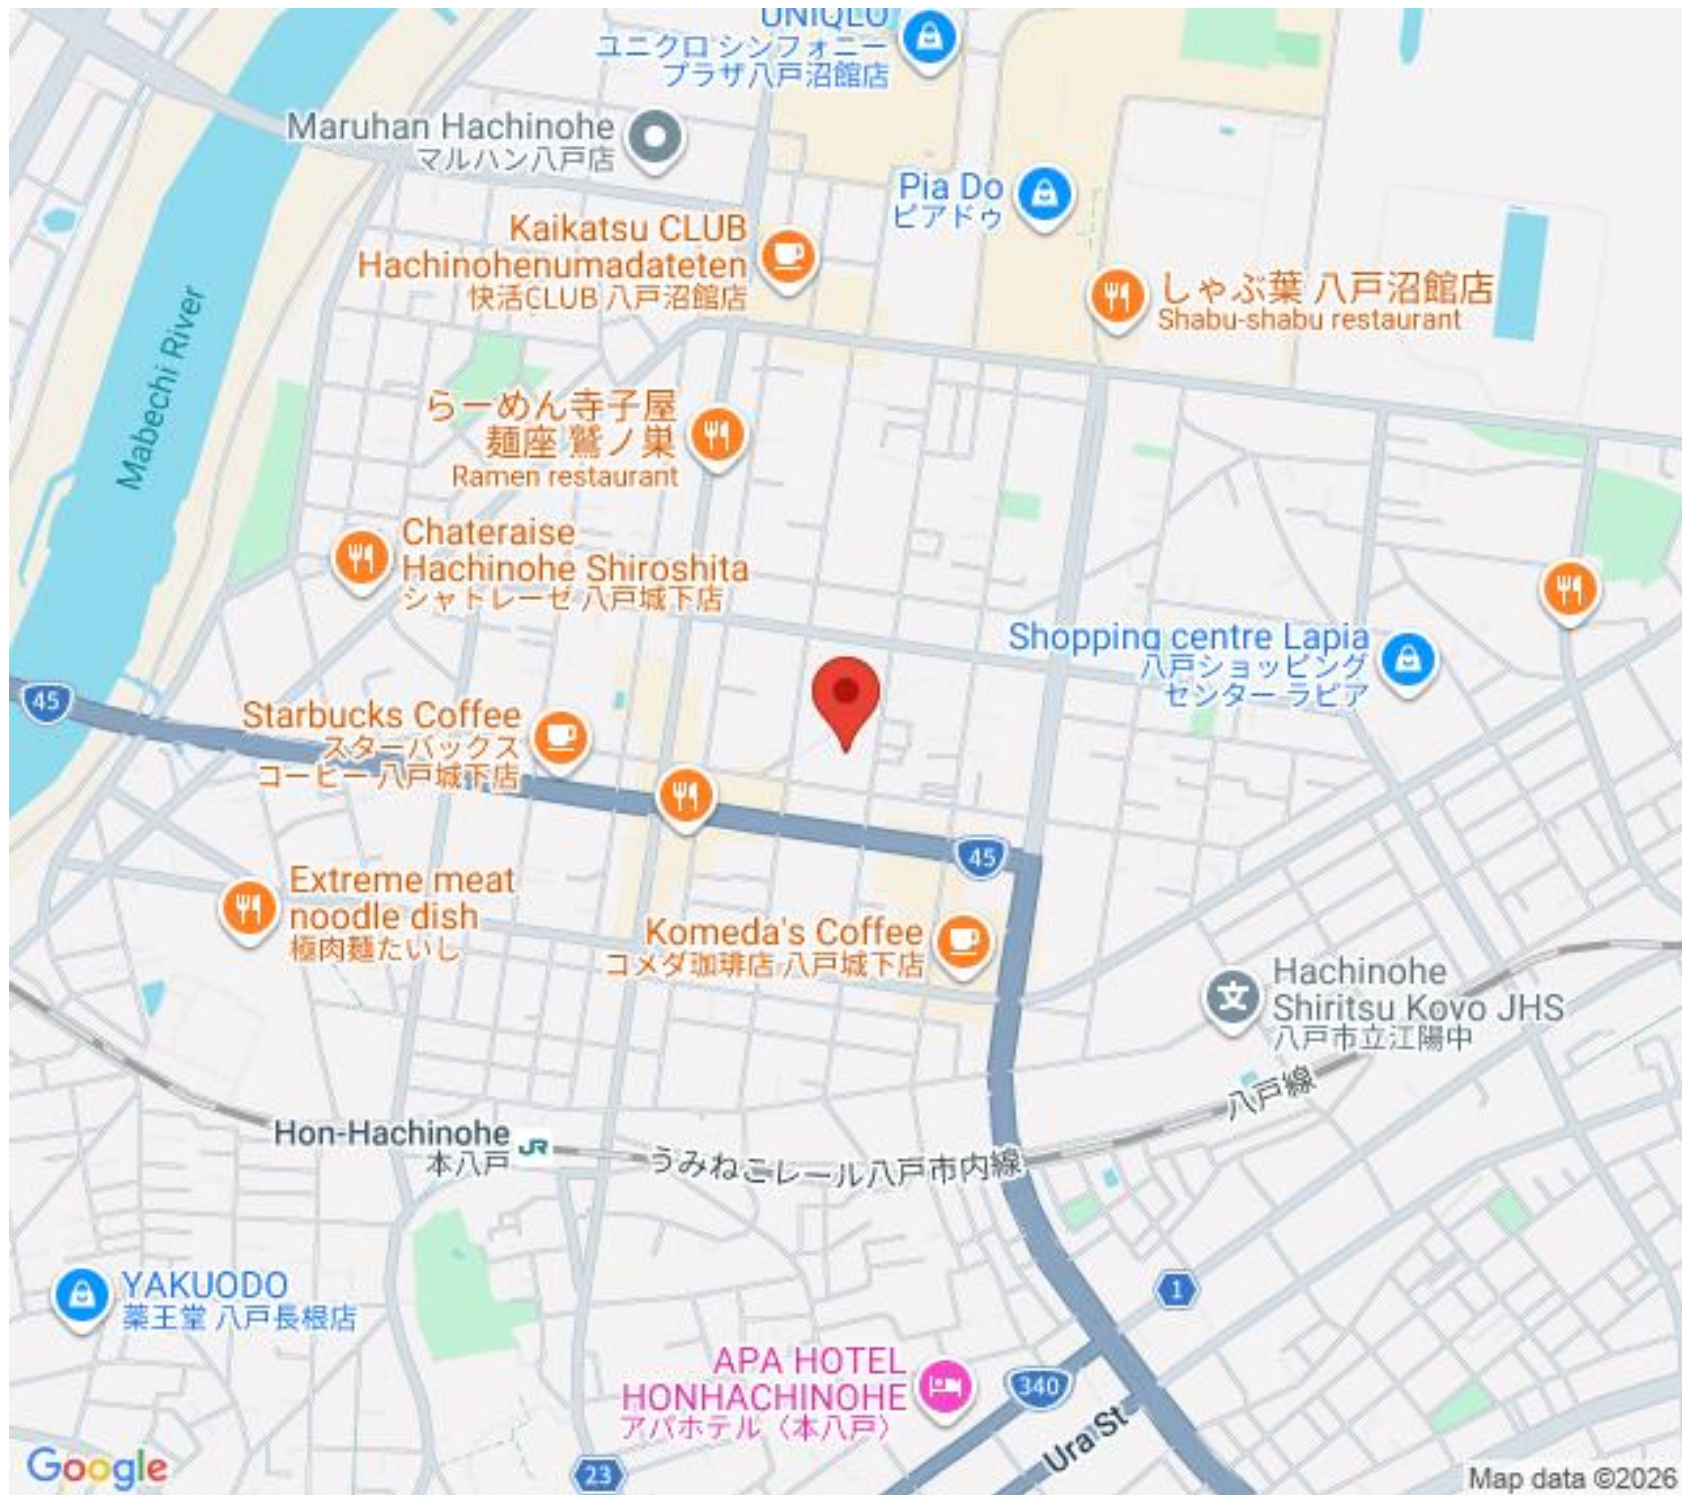 UNIQLO
ユニクロ シンフォニー
プラザ八戸沼館店
Maruhan Hachinohe
マルハン八戸店
Pia Do
ピアドゥ
Kaikatsu CLUB
Hachinohenumadateten
快活CLUB 八戸沼館店
しゃぶ葉 八戸沼館店
Shabu-shabu restaurant
Mabechi River
らーめん寺子屋
麺座 鷲ノ巣
Ramen restaurant
Chateraise
Hachinohe Shiroshita
シャトレーゼ 八戸城下店
Shopping centre Lapia
八戸ショッピング
センター ラピア
45
Starbucks Coffee
スターバックス
コーヒー 八戸城下店
45
Extreme meat
noodle dish
極肉麺たいし
Komeda's Coffee
コメダ珈琲店 八戸城下店
Hachinohe
Shiritsu Koyo JHS
八戸市立江陽中
八戸線
Hon-Hachinohe
本八戸
JR
うみねこレール八戸市内線
YAKUODO
薬王堂 八戸長根店
1
APA HOTEL
HONHACHINOHE
アパホテル〈本八戸〉
340
Ura St
23
Google
Map data ©2026